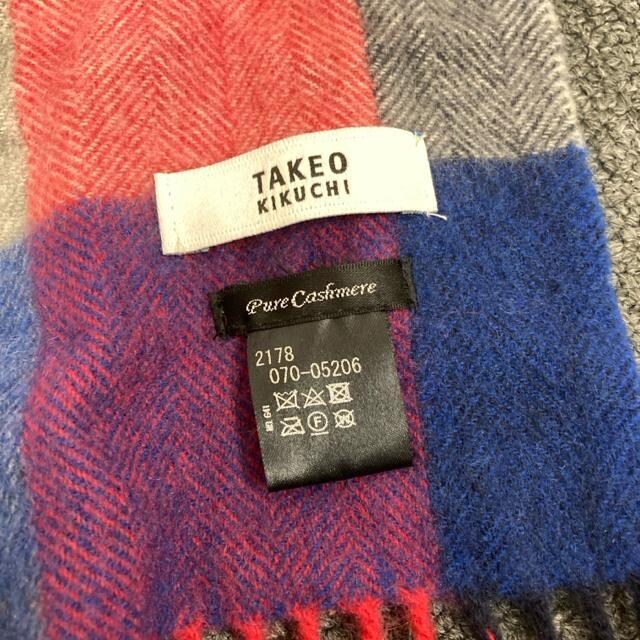 TAKEO
KIKUCHI
Pure Cashmere
2178
070-05206